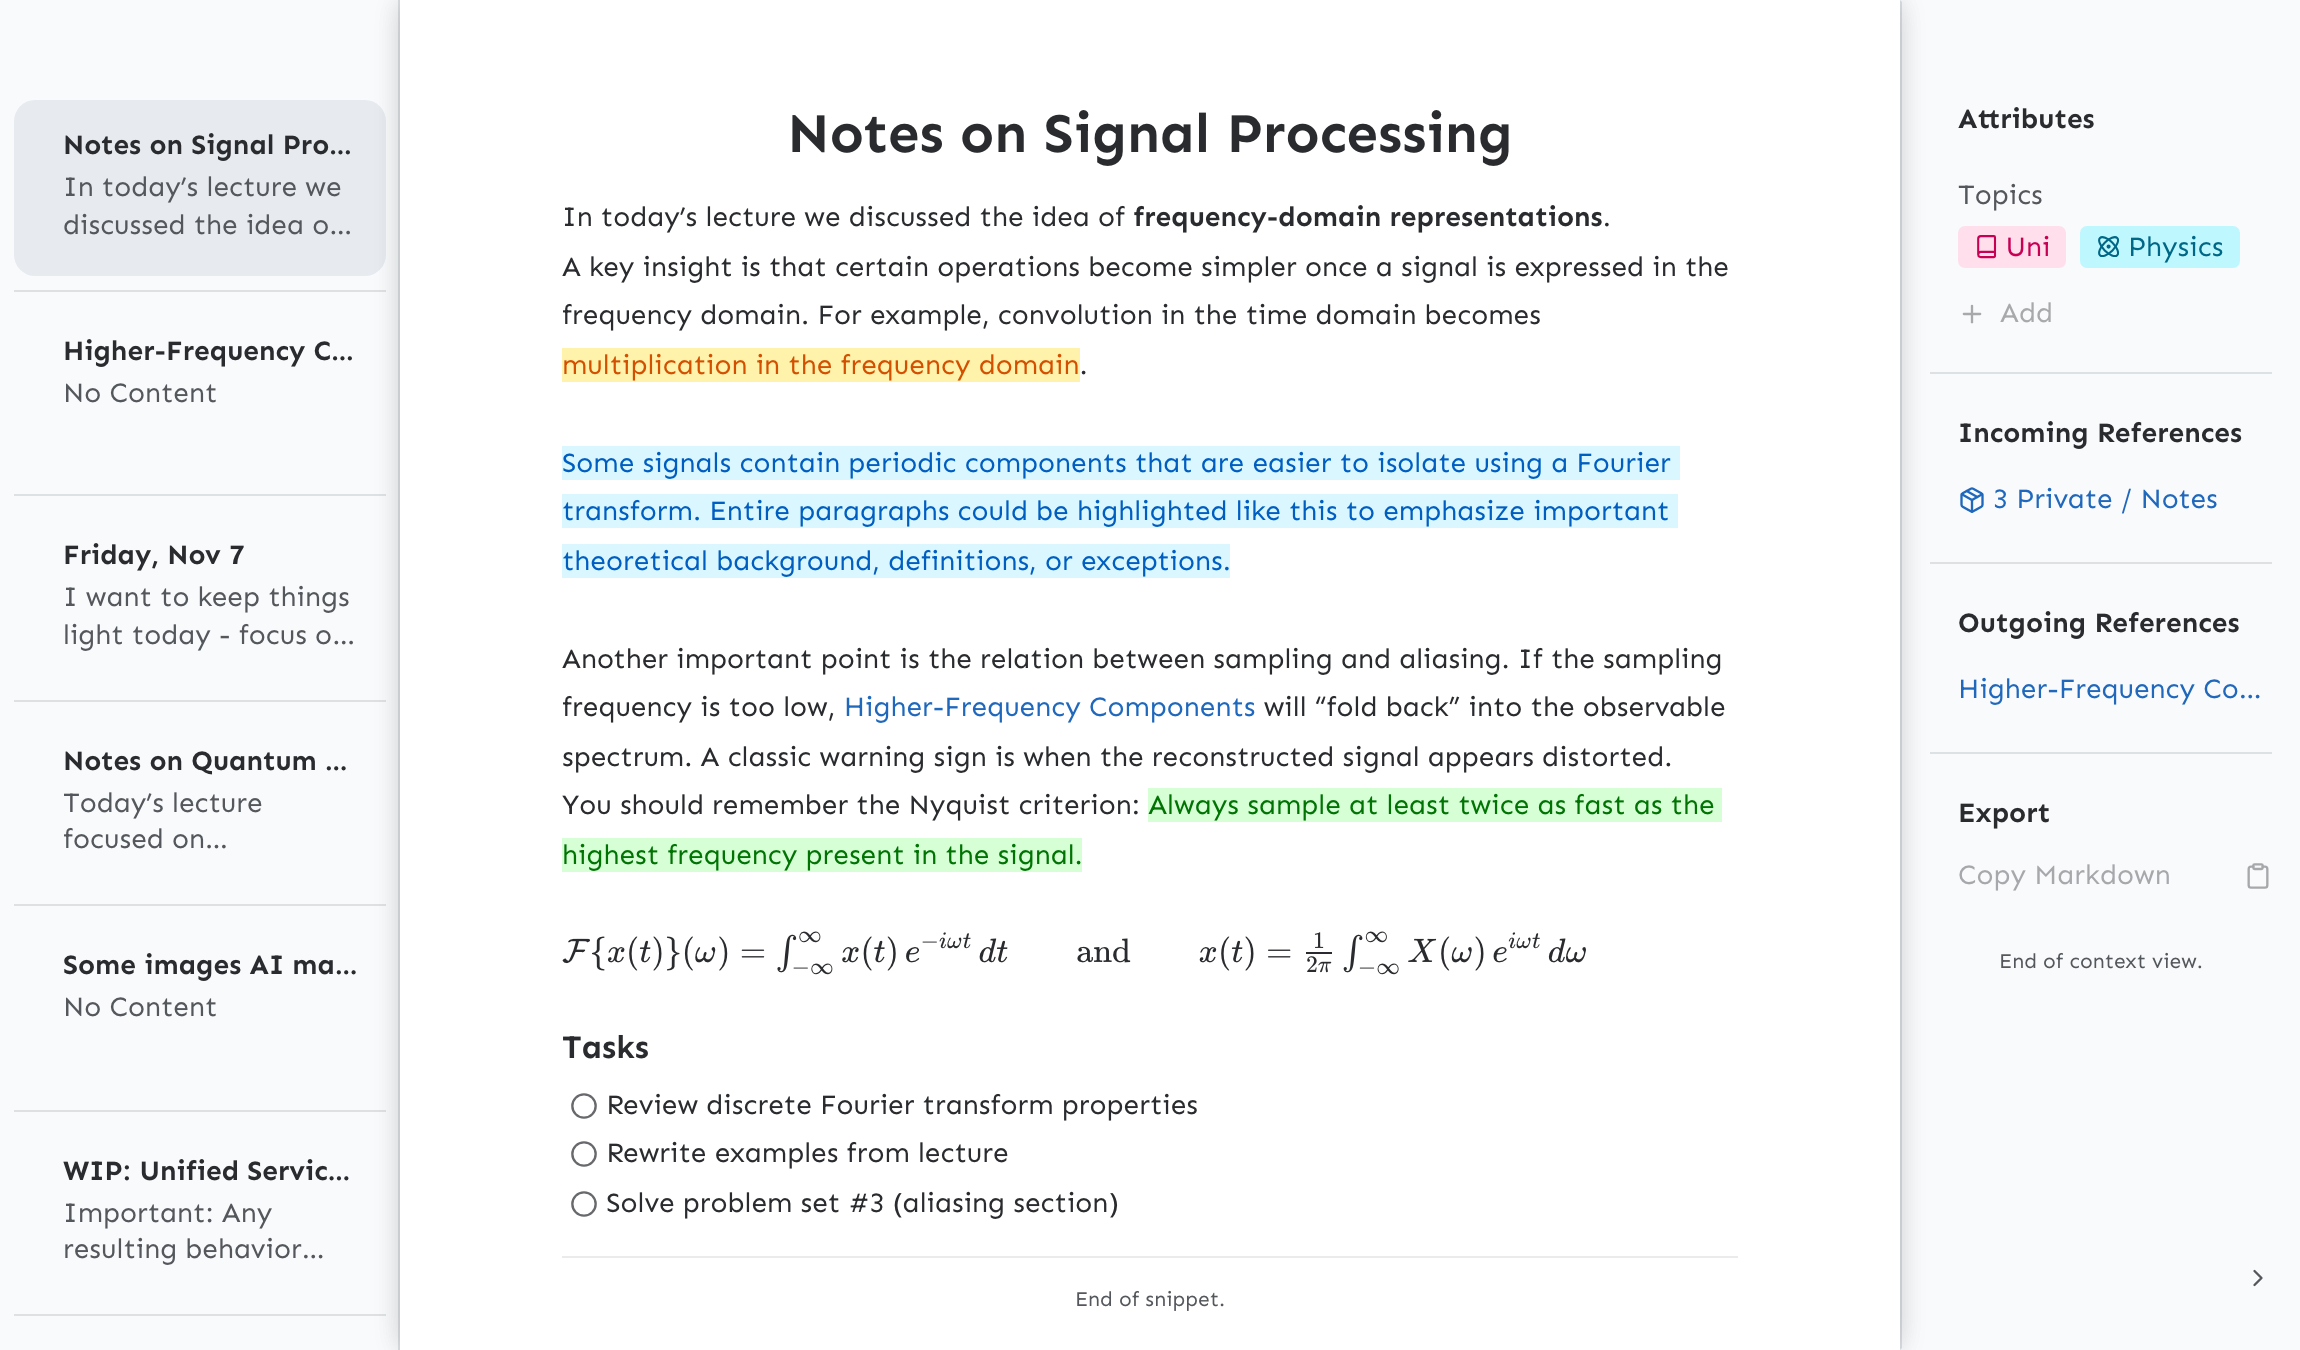 Notes on Signal Pro...
In today’s lecture we
discussed the idea o...
Higher-Frequency C...
No Content
Friday, Nov 7
I want to keep things
light today - focus o...
Notes on Quantum ...
Today’s lecture
focused on...
Some images AI ma...
No Content
WIP: Unified Servic...
Important: Any
resulting behavior...
Notes on Signal Processing
In today’s lecture we discussed the idea of frequency-domain representations.
A key insight is that certain operations become simpler once a signal is expressed in the
frequency domain. For example, convolution in the time domain becomes
multiplication in the frequency domain.
Some signals contain periodic components that are easier to isolate using a Fourier
transform. Entire paragraphs could be highlighted like this to emphasize important
theoretical background, definitions, or exceptions.
Another important point is the relation between sampling and aliasing. If the sampling
frequency is too low, Higher-Frequency Components will “fold back” into the observable
spectrum. A classic warning sign is when the reconstructed signal appears distorted.
You should remember the Nyquist criterion: Always sample at least twice as fast as the
highest frequency present in the signal.
ℱ{x(t)}(ω) = ∫_{−∞}^{∞} x(t) e^{−iωt} dt and x(t) = \frac{1}{2π} ∫_{−∞}^{∞} X(ω) e^{iωt} dω
Tasks
Review discrete Fourier transform properties
Rewrite examples from lecture
Solve problem set #3 (aliasing section)
End of snippet.
Attributes
Topics
Uni Physics
+ Add
Incoming References
3 Private / Notes
Outgoing References
Higher-Frequency Co...
Export
Copy Markdown
End of context view.